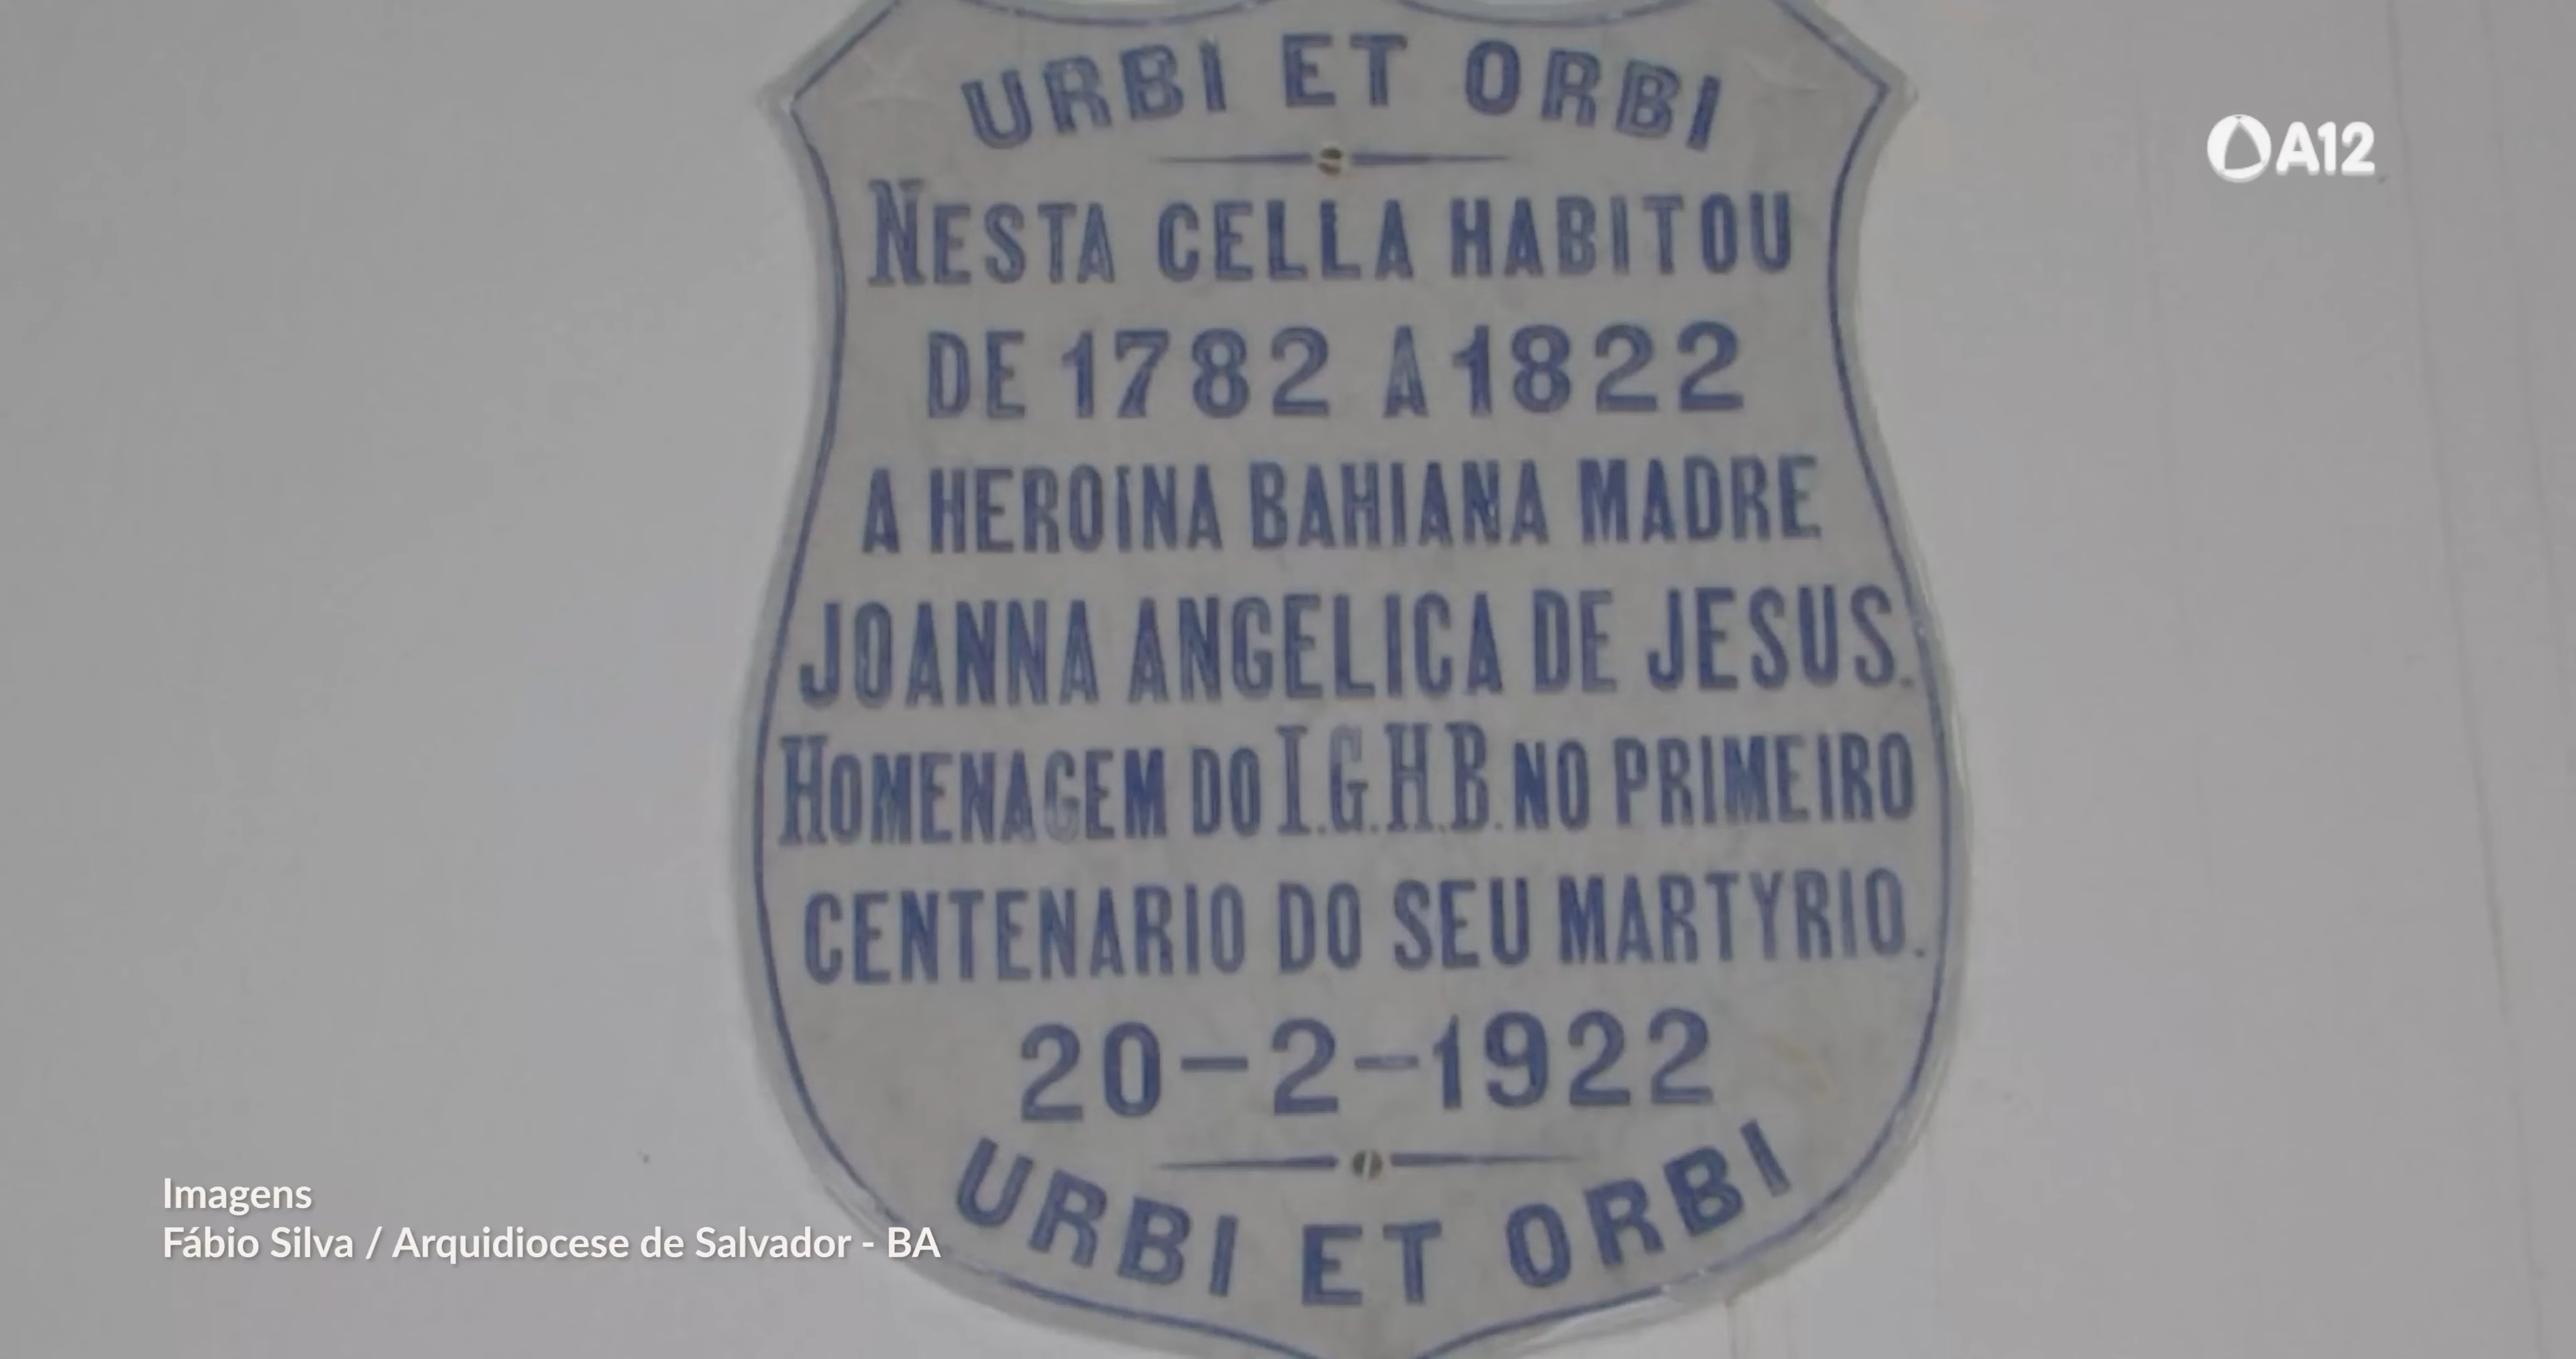 URBI ET ORBI
NESTA CELLA HABITOU
DE 1782 A 1822
A HEROINA BAHIANA MADRE
JOANNA ANGELICA DE JESUS.
HOMENAGEM DO I.G.H.B. NO PRIMEIRO
CENTENARIO DO SEU MARTYRIO.
20-2-1922
URBI ET ORBI
A12
Imagens
Fábio Silva / Arquidiocese de Salvador - BA